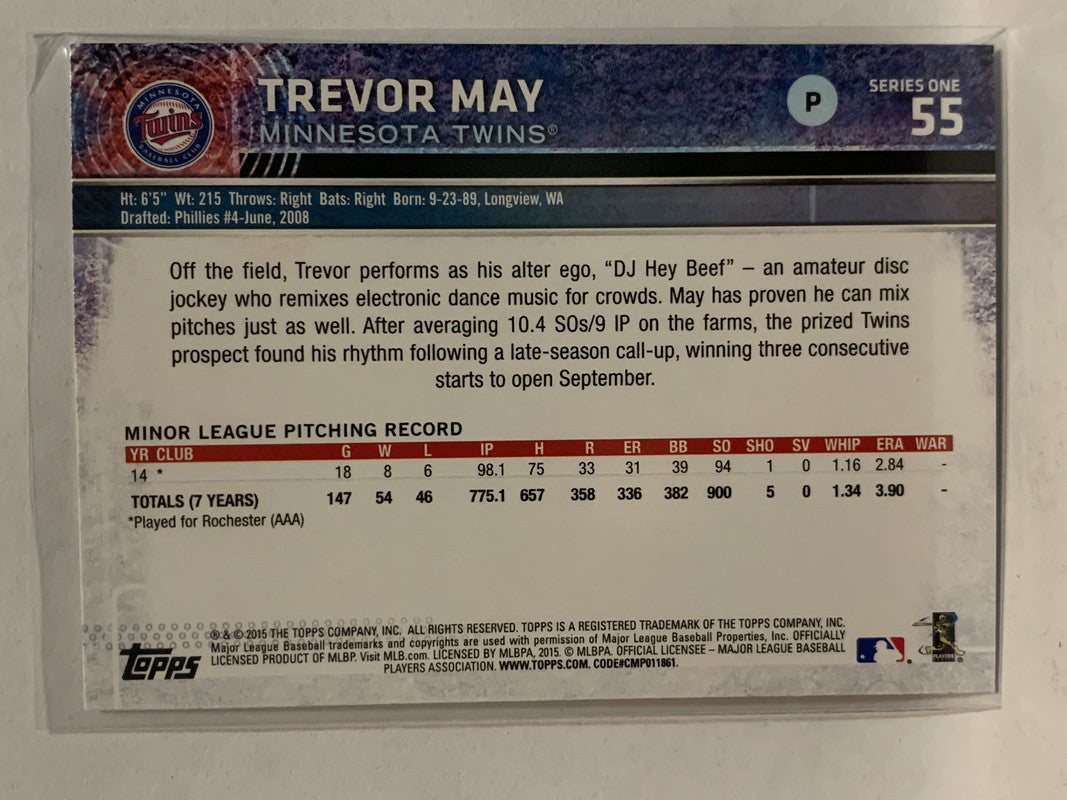 MINNESOTA
Twins
BASEBALL CLUB
TREVOR MAY
MINNESOTA TWINS®
P
SERIES ONE
55
Ht: 6'5" Wt: 215 Throws: Right Bats: Right Born: 9-23-89, Longview, WA
Drafted: Phillies #4-June, 2008
Off the field, Trevor performs as his alter ego, "DJ Hey Beef" – an amateur disc
jockey who remixes electronic dance music for crowds. May has proven he can mix
pitches just as well. After averaging 10.4 SOs/9 IP on the farms, the prized Twins
prospect found his rhythm following a late-season call-up, winning three consecutive
starts to open September.
MINOR LEAGUE PITCHING RECORD
YR CLUB G W L IP H R ER BB SO SHO SV WHIP ERA WAR
14 * 18 8 6 98.1 75 33 31 39 94 1 0 1.16 2.84 -
TOTALS (7 YEARS) 147 54 46 775.1 657 358 336 382 900 5 0 1.34 3.90 -
*Played for Rochester (AAA)
® & © 2015 THE TOPPS COMPANY, INC. ALL RIGHTS RESERVED. TOPPS IS A REGISTERED TRADEMARK OF THE TOPPS COMPANY, INC.
Major League Baseball trademarks and copyrights are used with permission of Major League Baseball Properties, Inc. OFFICIALLY
LICENSED PRODUCT OF MLBP. Visit MLB.com. LICENSED BY MLBPA, 2015. © MLBPA. OFFICIAL LICENSEE – MAJOR LEAGUE BASEBALL
PLAYERS ASSOCIATION. WWW.TOPPS.COM. CODE#CMP011861.
topps
PLAYERS